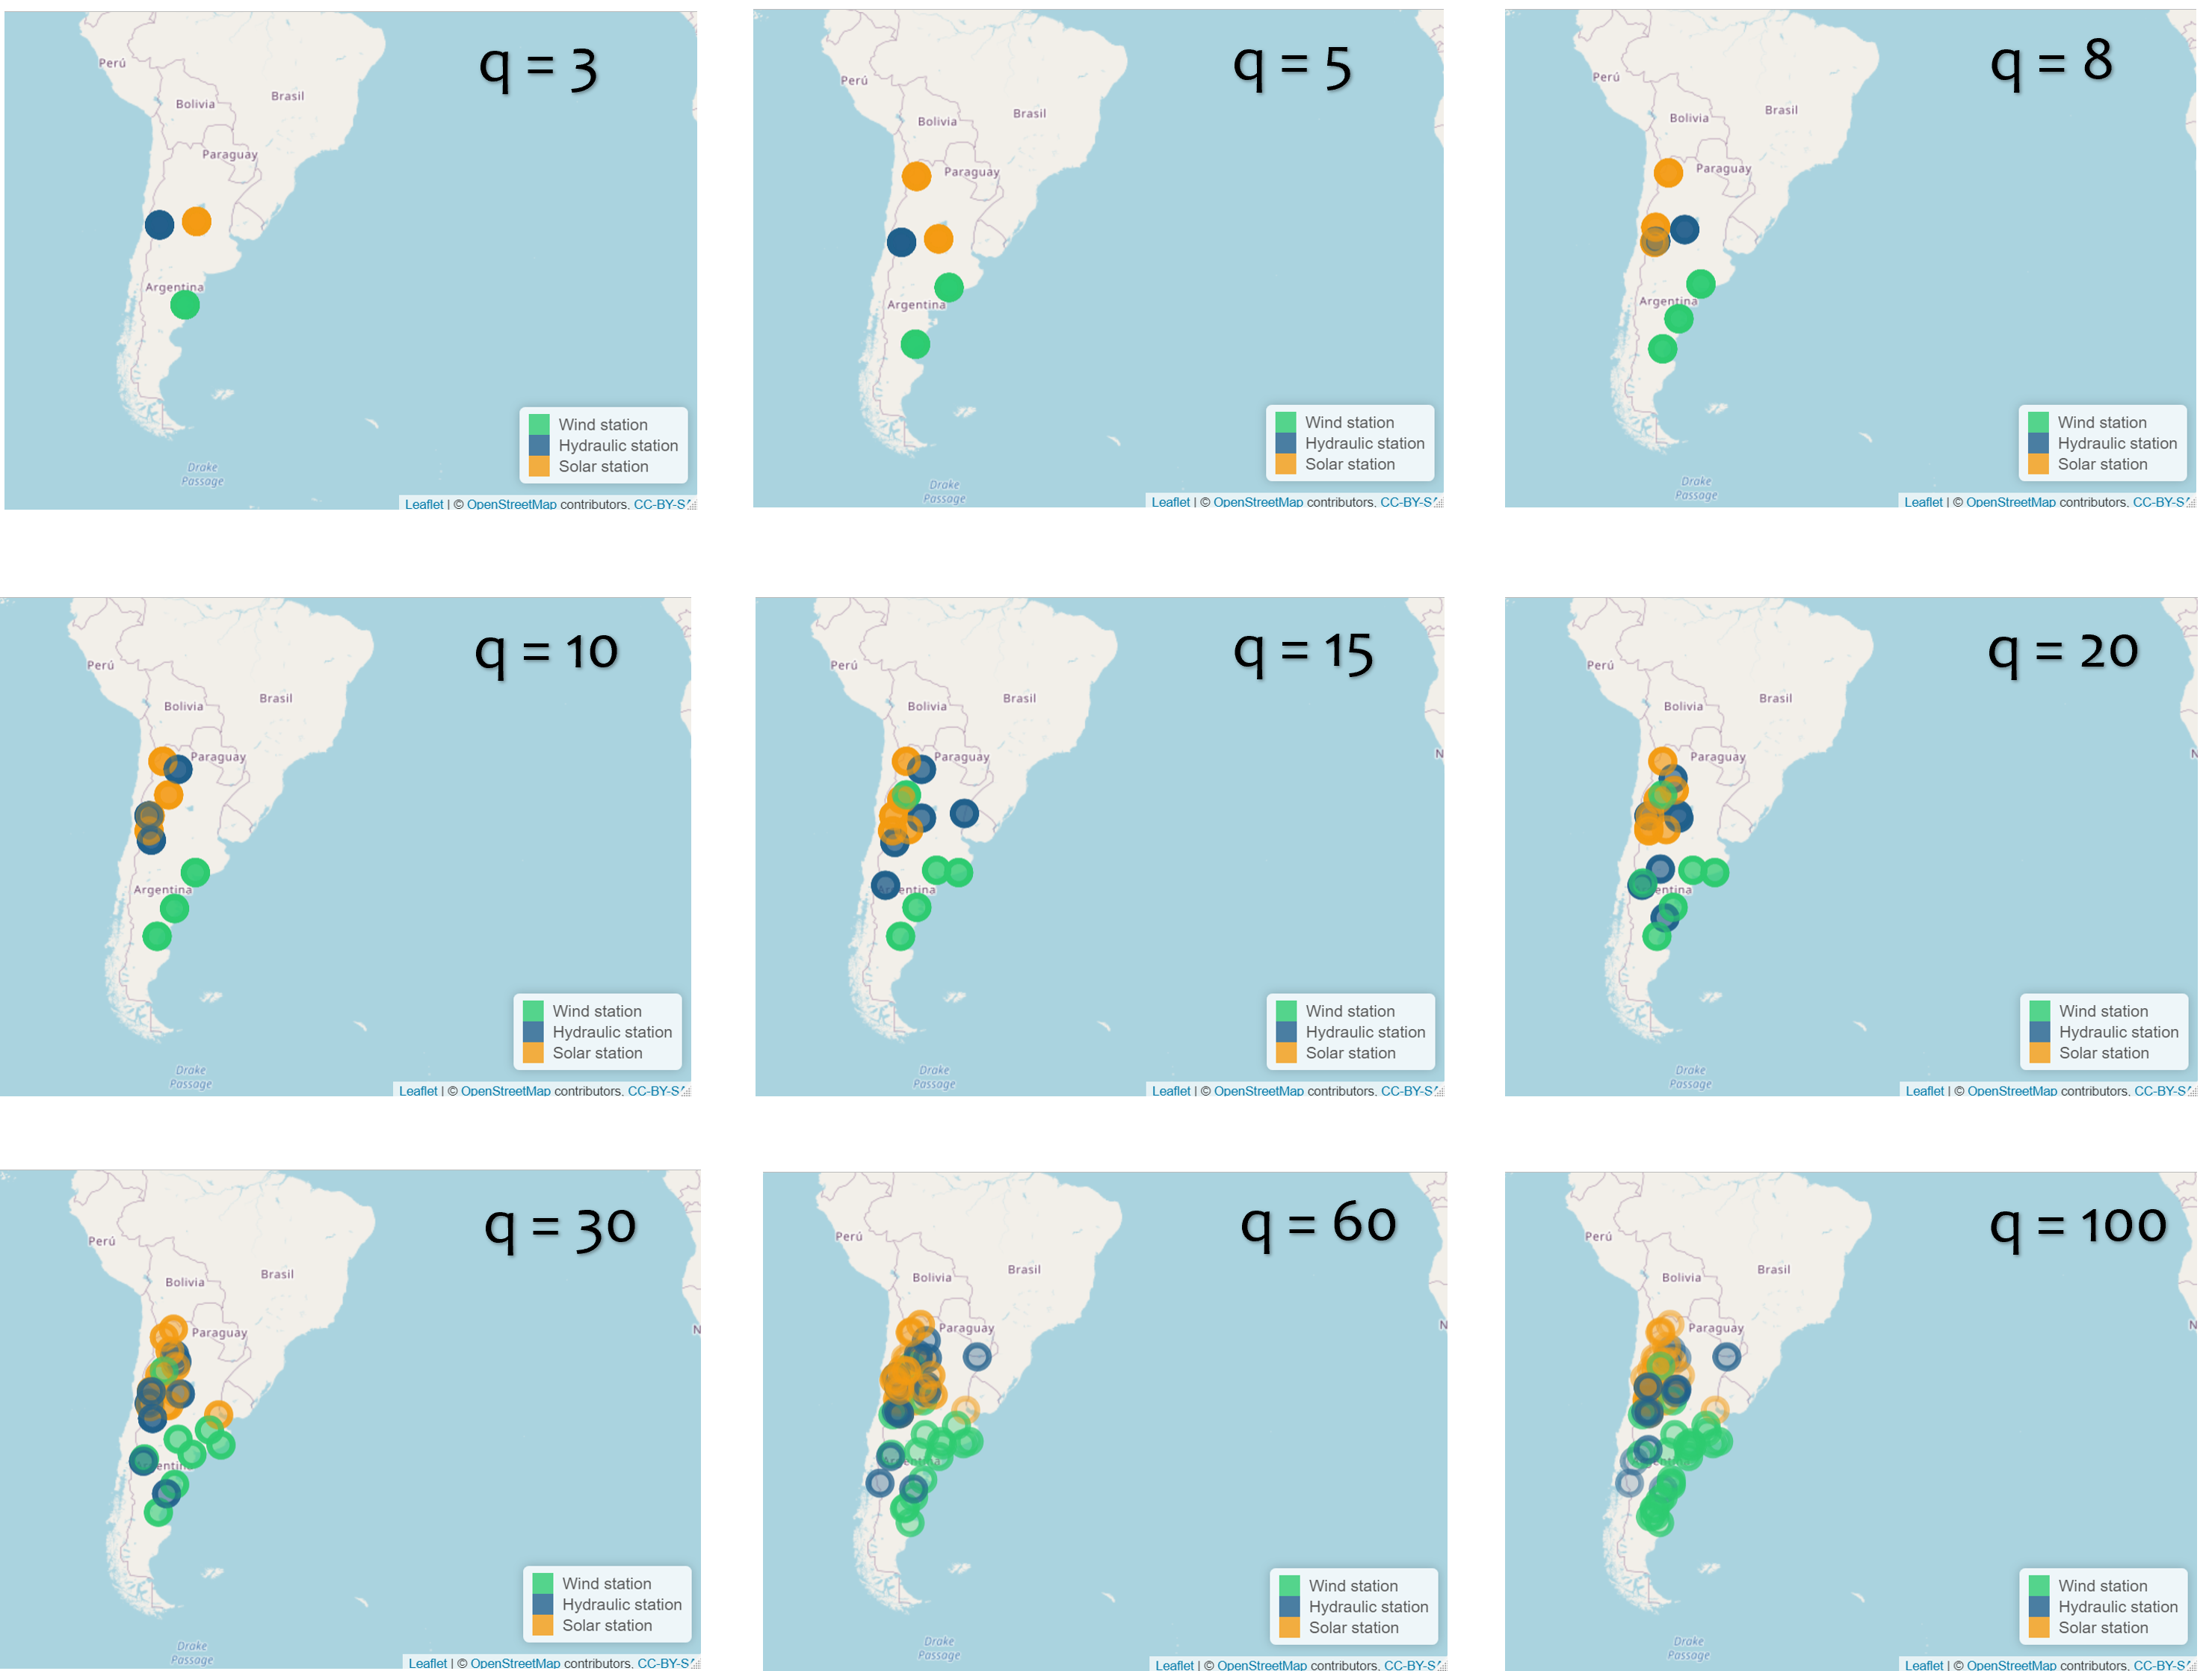 q = 3
Perú
Bolivia
Brasil
Paraguay
Argentina
Wind station
Hydraulic station
Solar station
Drake
Passage
Leaflet | © OpenStreetMap contributors, CC-BY-S
q = 5
Perú
Bolivia
Brasil
Paraguay
Argentina
Wind station
Hydraulic station
Solar station
Drake
Passage
Leaflet | © OpenStreetMap contributors, CC-BY-S
q = 8
Perú
Bolivia
Brasil
Paraguay
Argentina
Wind station
Hydraulic station
Solar station
Drake
Passage
Leaflet | © OpenStreetMap contributors, CC-BY-S
q = 10
Perú
Bolivia
Brasil
Paraguay
Argentina
Wind station
Hydraulic station
Solar station
Drake
Passage
Leaflet | © OpenStreetMap contributors, CC-BY-S
q = 15
Perú
Bolivia
Brasil
Paraguay
N
entina
Wind station
Hydraulic station
Solar station
Drake
Passage
Leaflet | © OpenStreetMap contributors, CC-BY-S
q = 20
Perú
Bolivia
Brasil
Paraguay
N
entina
Wind station
Hydraulic station
Solar station
Drake
Passage
Leaflet | © OpenStreetMap contributors, CC-BY-S
q = 30
Perú
Bolivia
Brasil
Paraguay
N
entin
Wind station
Hydraulic station
Solar station
Drake
Passage
Leaflet | © OpenStreetMap contributors, CC-BY-S
q = 60
Perú
Bolivia
Brasil
Paraguay
N
Wind station
Hydraulic station
Solar station
Drake
Passage
Leaflet | © OpenStreetMap contributors, CC-BY-S
q = 100
Perú
Bolivia
Brasil
Paraguay
N
Wind station
Hydraulic station
Solar station
Drake
Passage
Leaflet | © OpenStreetMap contributors, CC-BY-S